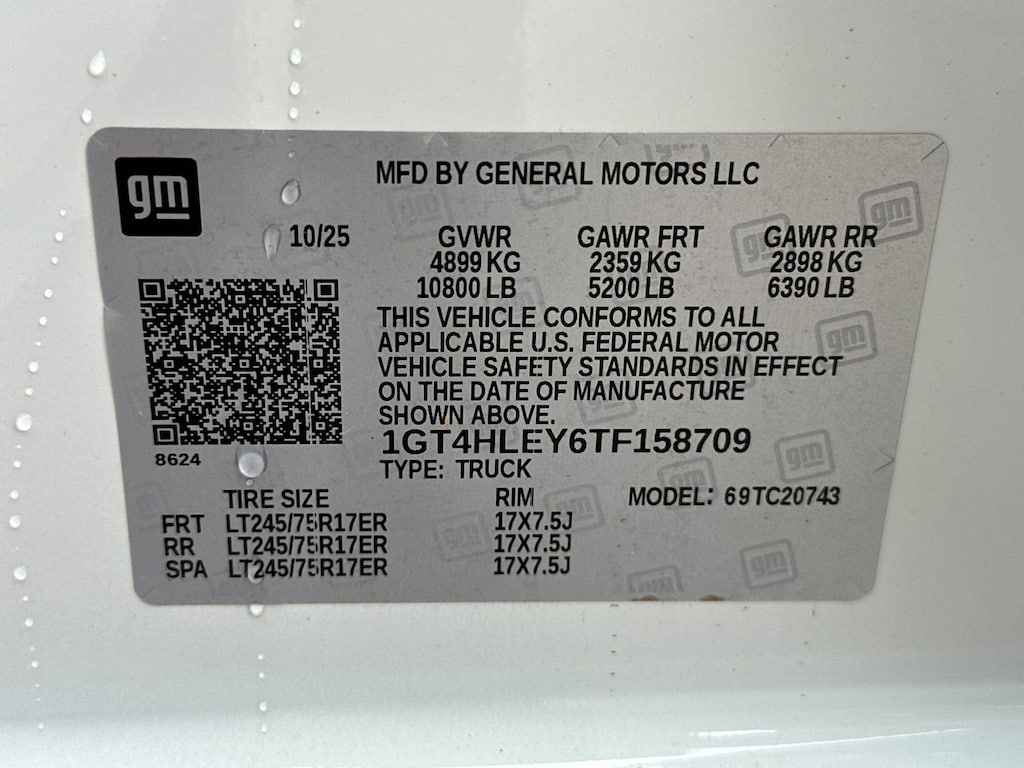 gm
MFD BY GENERAL MOTORS LLC
10/25
GVWR GAWR FRT GAWR RR
4899 KG 2359 KG 2898 KG
10800 LB 5200 LB 6390 LB
THIS VEHICLE CONFORMS TO ALL
APPLICABLE U.S. FEDERAL MOTOR
VEHICLE SAFETY STANDARDS IN EFFECT
ON THE DATE OF MANUFACTURE
SHOWN ABOVE.
1GT4HLEY6TF158709
8624
TYPE: TRUCK
TIRE SIZE RIM MODEL: 69TC20743
FRT LT245/75R17ER 17X7.5J
RR LT245/75R17ER 17X7.5J
SPA LT245/75R17ER 17X7.5J